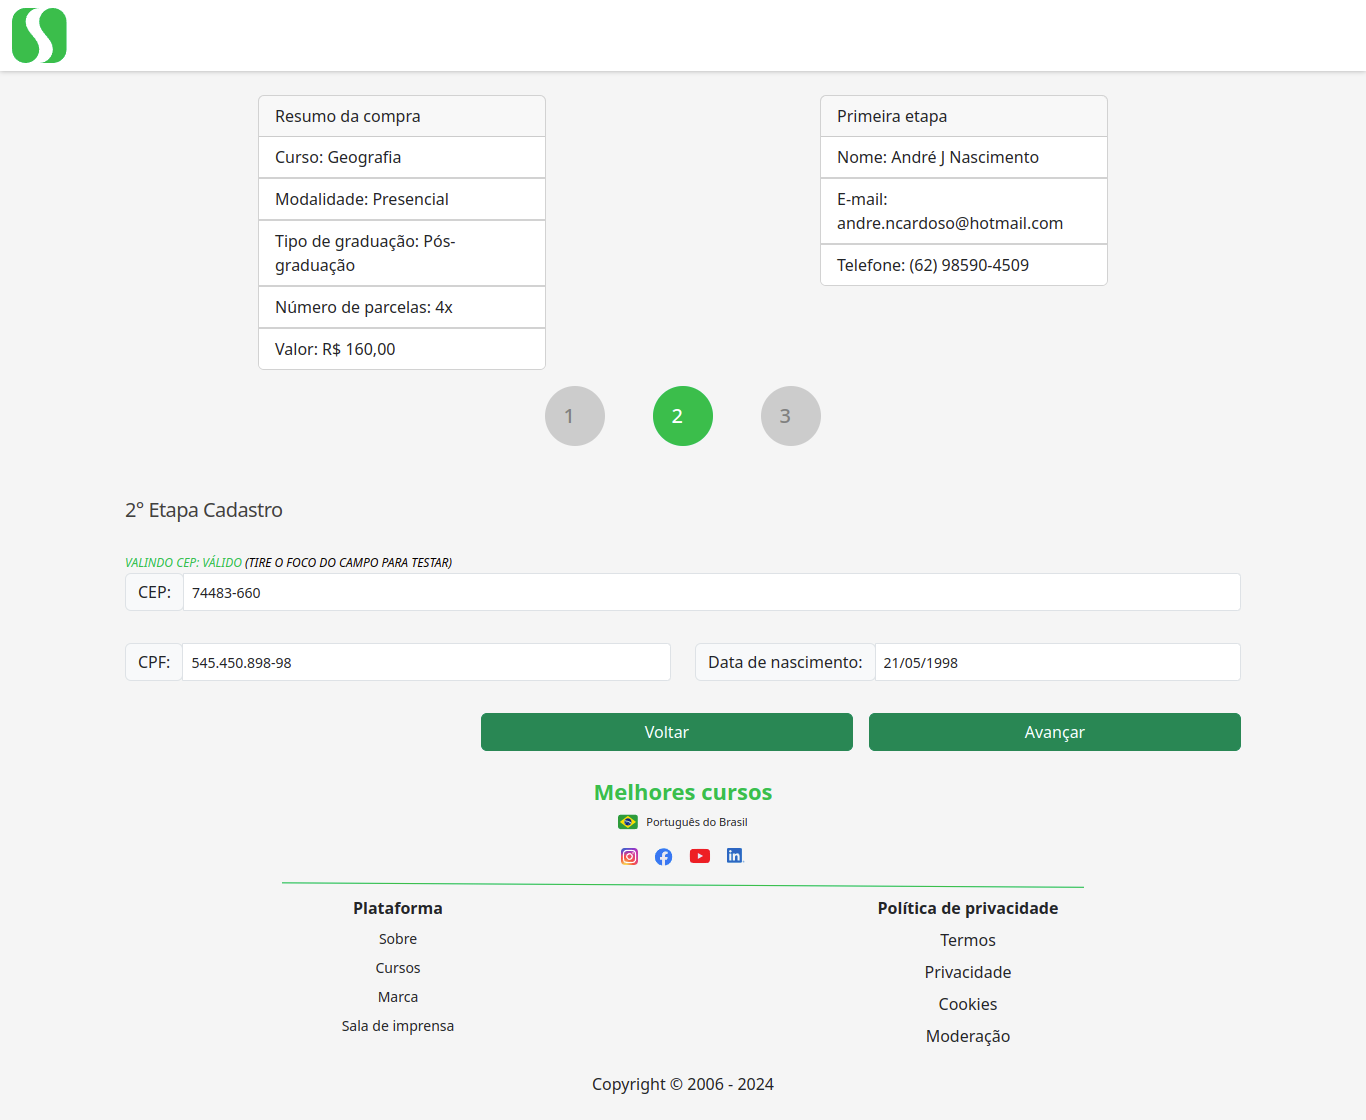 Resumo da compra
Curso: Geografia
Modalidade: Presencial
Tipo de graduação: Pós-
graduação
Número de parcelas: 4x
Valor: R$ 160,00
Primeira etapa
Nome: André J Nascimento
E-mail:
andre.ncardoso@hotmail.com
Telefone: (62) 98590-4509
1 2 3
2° Etapa Cadastro
VALINDO CEP: VÁLIDO (TIRE O FOCO DO CAMPO PARA TESTAR)
CEP: 74483-660
CPF: 545.450.898-98 Data de nascimento: 21/05/1998
Voltar Avançar
Melhores cursos
Português do Brasil
Plataforma
Sobre
Cursos
Marca
Sala de imprensa
Política de privacidade
Termos
Privacidade
Cookies
Moderação
Copyright © 2006 - 2024